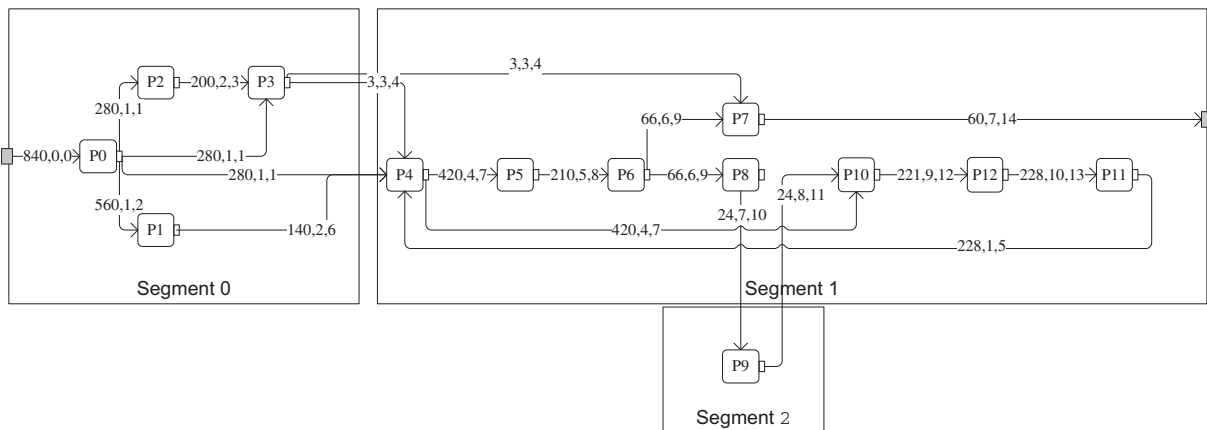 3,3,4
P2
200,2,3
P3
3,3,4
280,1,1
66,6,9
P7
60,7,14
840,0,0
P0
280,1,1
280,1,1
P4
420,4,7
P5
210,5,8
P6
66,6,9
P8
P10
221,9,12
P12
228,10,13
P11
24,8,11
560,1,2
24,7,10
P1
140,2,6
420,4,7
228,1,5
Segment 0
Segment 1
P9
Segment 2